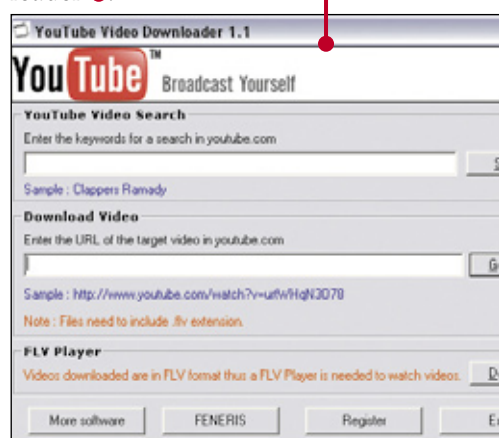 YouTube Video Downloader 1.1
You Tube™ Broadcast Yourself
YouTube Video Search
Enter the keywords for a search in youtube.com
Sample : Clappers Ramady
Download Video
Enter the URL of the target video in youtube.com
Sample : http://www.youtube.com/watch?v=urfWHqN3D78
Note : Files need to include .flv extension.
FLV Player
Videos downloaded are in FLV format thus a FLV Player is needed to watch videos.
More software FENERIS Register